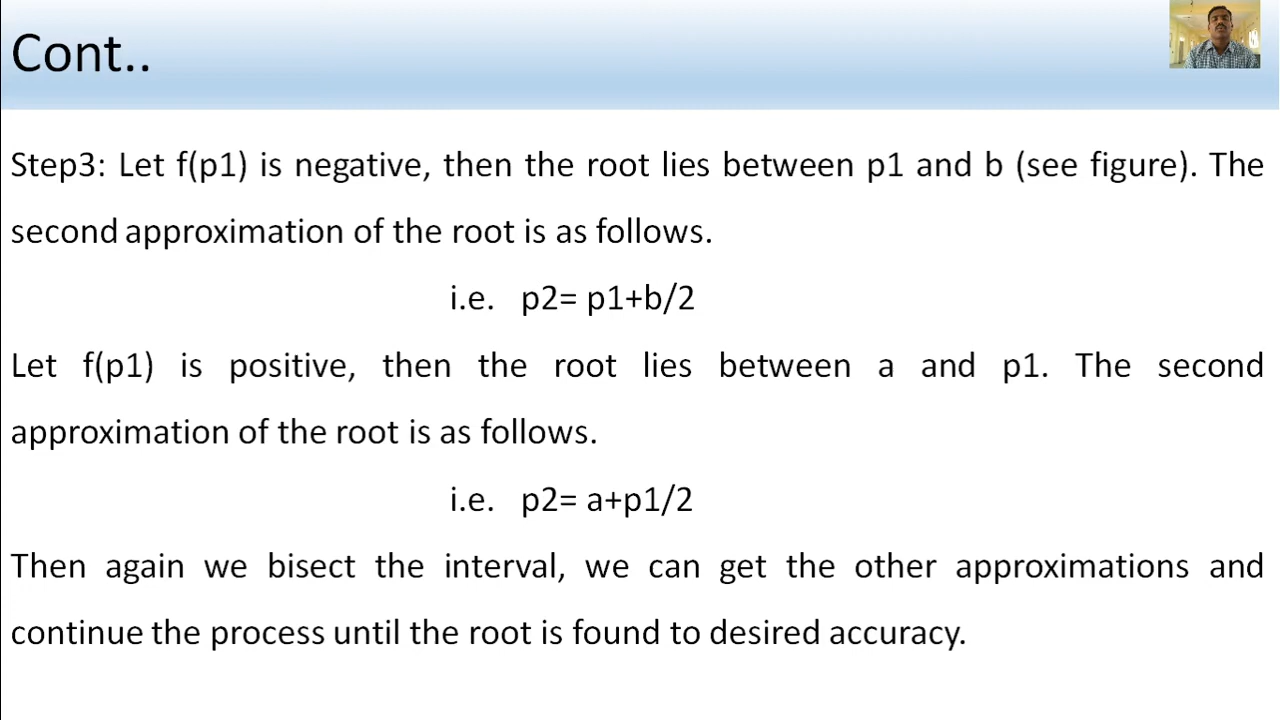 Cont..
Step3: Let f(p1) is negative, then the root lies between p1 and b (see figure). The
second approximation of the root is as follows.
i.e. p2= p1+b/2
Let f(p1) is positive, then the root lies between a and p1. The second
approximation of the root is as follows.
i.e. p2= a+p1/2
Then again we bisect the interval, we can get the other approximations and
continue the process until the root is found to desired accuracy.